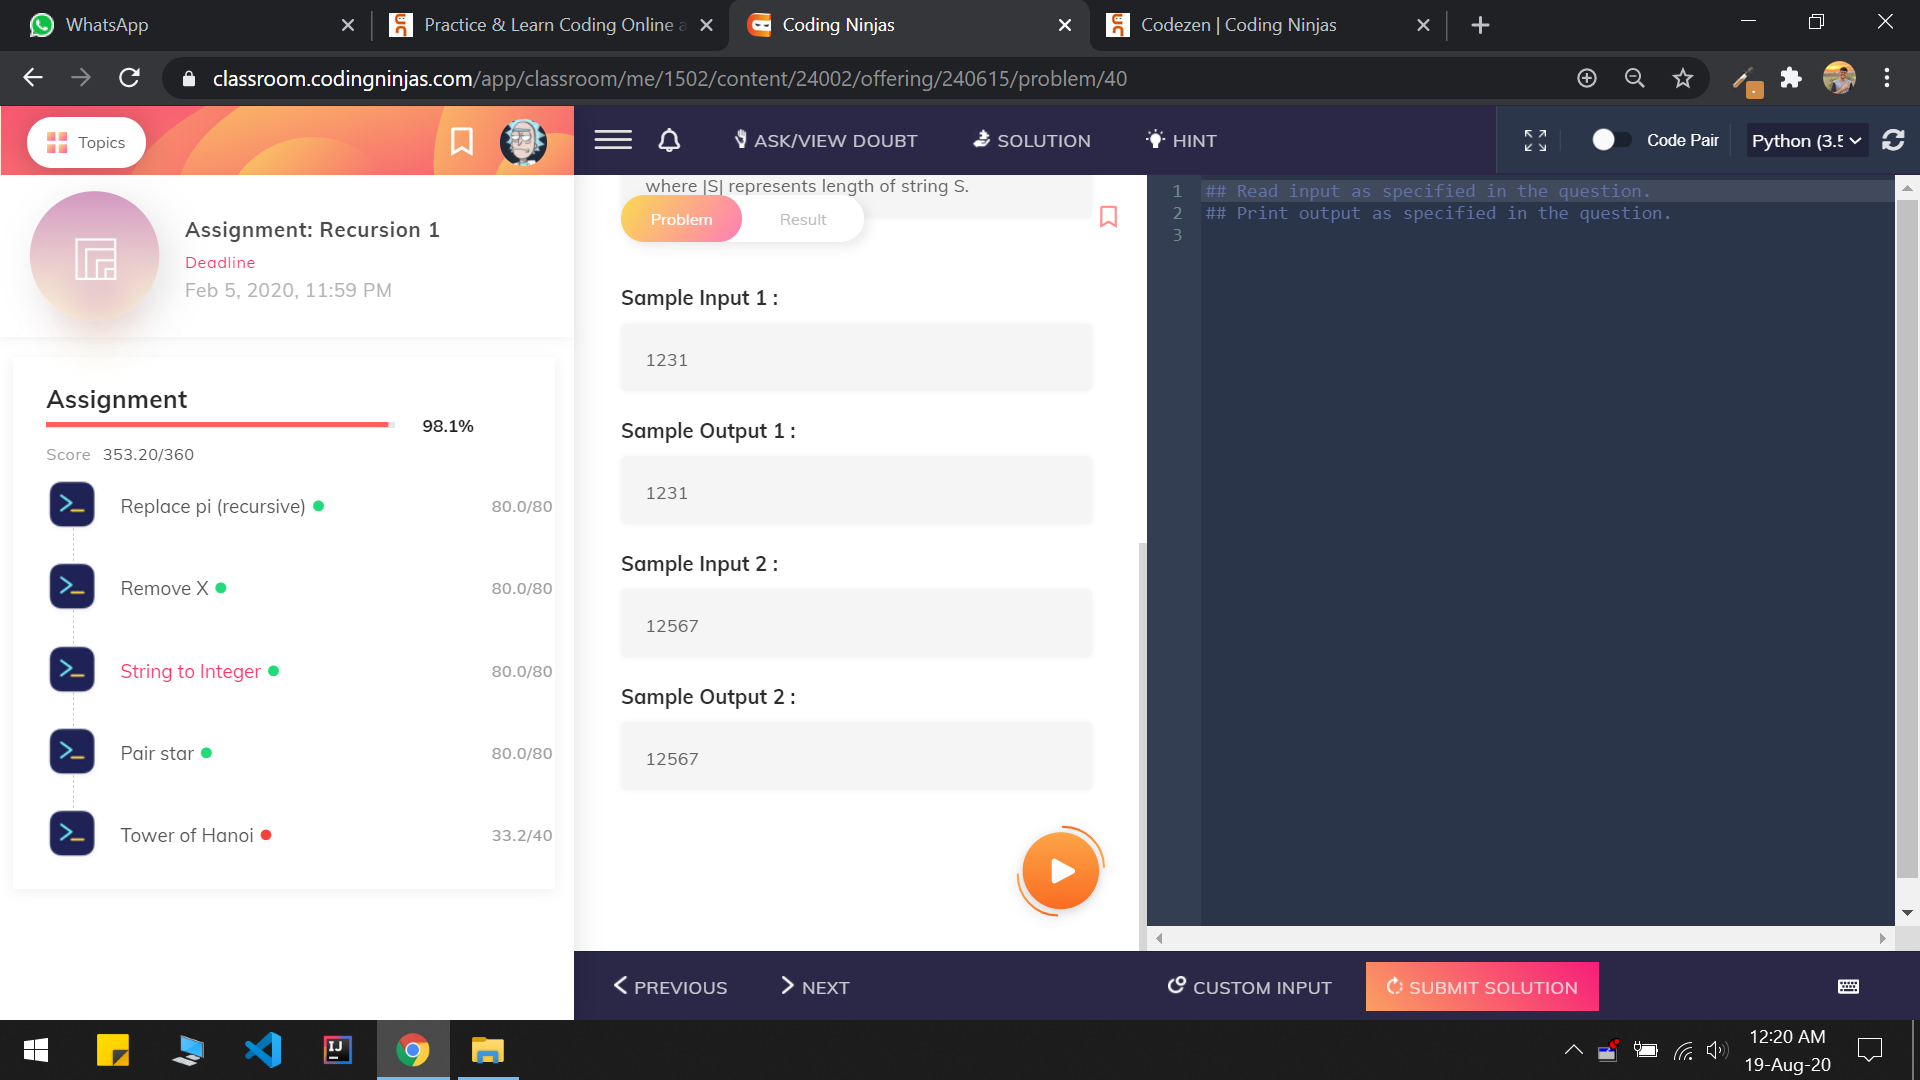 WhatsApp
Practice & Learn Coding Online a
Coding Ninjas
Codezen | Coding Ninjas
classroom.codingninjas.com/app/classroom/me/1502/content/24002/offering/240615/problem/40
Topics
ASK/VIEW DOUBT
SOLUTION
HINT
Code Pair
Python (3.5
Assignment: Recursion 1
Deadline
Feb 5, 2020, 11:59 PM
Assignment
98.1%
Score 353.20/360
Replace pi (recursive) 80.0/80
Remove X 80.0/80
String to Integer 80.0/80
Pair star 80.0/80
Tower of Hanoi 33.2/40
where |S| represents length of string S.
Problem
Result
Sample Input 1 :
1231
Sample Output 1 :
1231
Sample Input 2 :
12567
Sample Output 2 :
12567
1 ## Read input as specified in the question.
2 ## Print output as specified in the question.
3
PREVIOUS
NEXT
CUSTOM INPUT
SUBMIT SOLUTION
IJ
12:20 AM
19-Aug-20